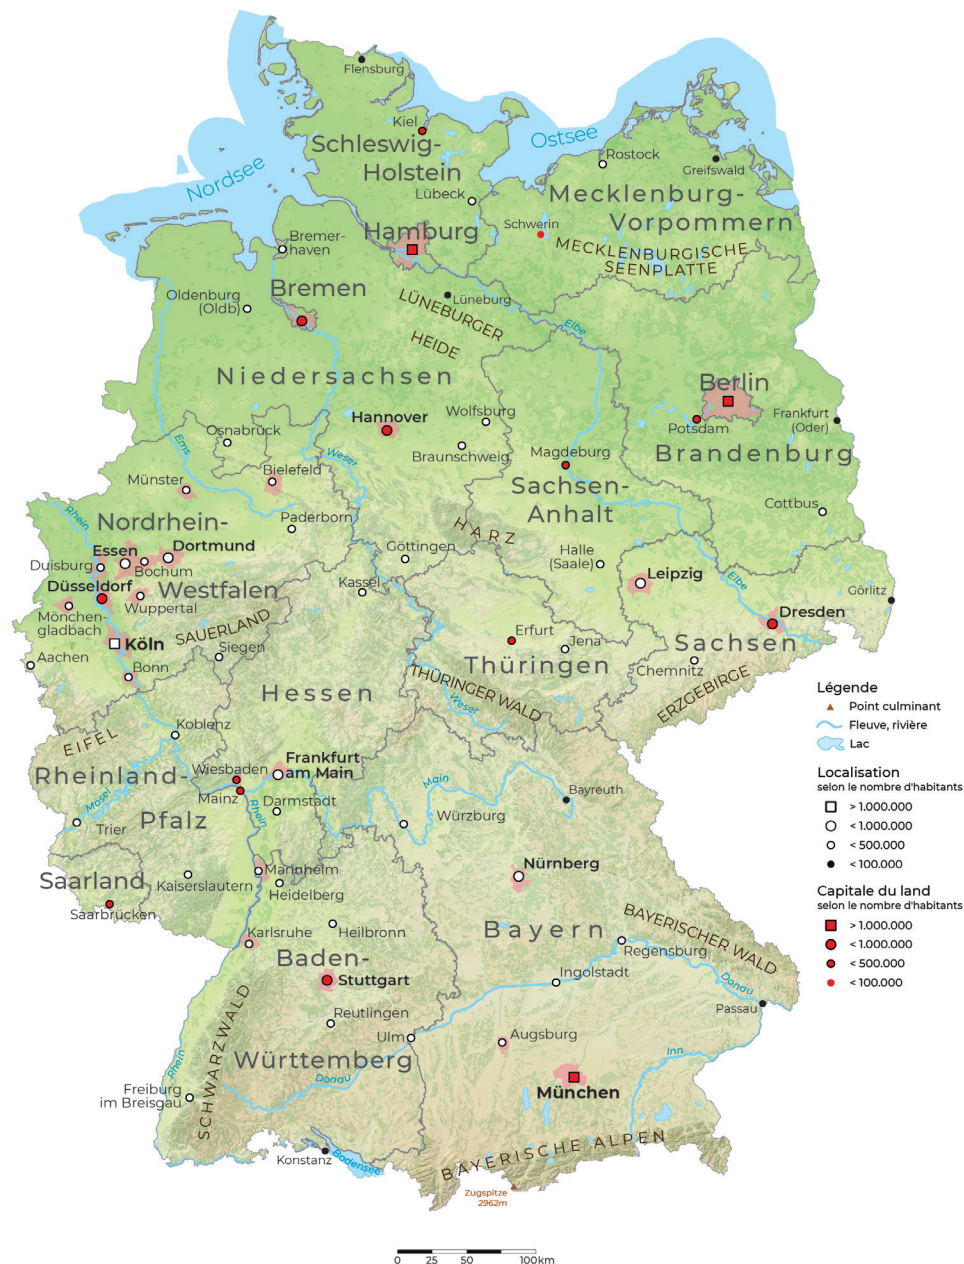 Flensburg
Kiel
Schleswig-
Holstein
Ostsee
Nordsee
Rostock
Greifswald
Lübeck
Mecklenburg-
Vorpommern
Schwerin
Hamburg
MECKLENBURGISCHE
SEENPLATTE
Bremer-
haven
Bremen
Oldenburg
(Oldb)
LÜNEBURGER
HEIDE
Lüneburg
Elbe
Niedersachsen
Berlin
Hannover
Wolfsburg
Potsdam
Frankfurt
(Oder)
Osnabrück
Ems
Weser
Braunschweig
Magdeburg
Brandenburg
Bielefeld
Münster
Sachsen-
Anhalt
Cottbus
Rhein
Nordrhein-
Westfalen
Paderborn
HARZ
Essen
Dortmund
Duisburg
Bochum
Göttingen
Halle
(Saale)
Leipzig
Elbe
Düsseldorf
Wuppertal
Kassel
Görlitz
Mönchen-
gladbach
SAUERLAND
Dresden
Köln
Erfurt
Jena
Sachsen
Aachen
Siegen
Bonn
Thüringen
Chemnitz
Hessen
THÜRINGER WALD
Weser
ERZGEBIRGE
EIFEL
Koblenz
Rheinland-
Pfalz
Wiesbaden
Frankfurt
am Main
Mainz
Main
Bayreuth
Mosel
Rhein
Darmstadt
Würzburg
Trier
Saarland
Kaiserslautern
Mannheim
Heidelberg
Nürnberg
Saarbrücken
Karlsruhe
Heilbronn
Bayern
BAYERISCHER WALD
Baden-
Württemberg
Stuttgart
Regensburg
Ingolstadt
Donau
Passau
SCHWARZWALD
Reutlingen
Ulm
Augsburg
Inn
Rhein
Donau
München
Freiburg
im Breisgau
Konstanz
Bodensee
BAYERISCHE ALPEN
Zugspitze
2962m
Légende
Point culminant
Fleuve, rivière
Lac
Localisation
selon le nombre d'habitants
> 1.000.000
< 1.000.000
< 500.000
< 100.000
Capitale du land
selon le nombre d'habitants
> 1.000.000
< 1.000.000
< 500.000
< 100.000
0 25 50 100km